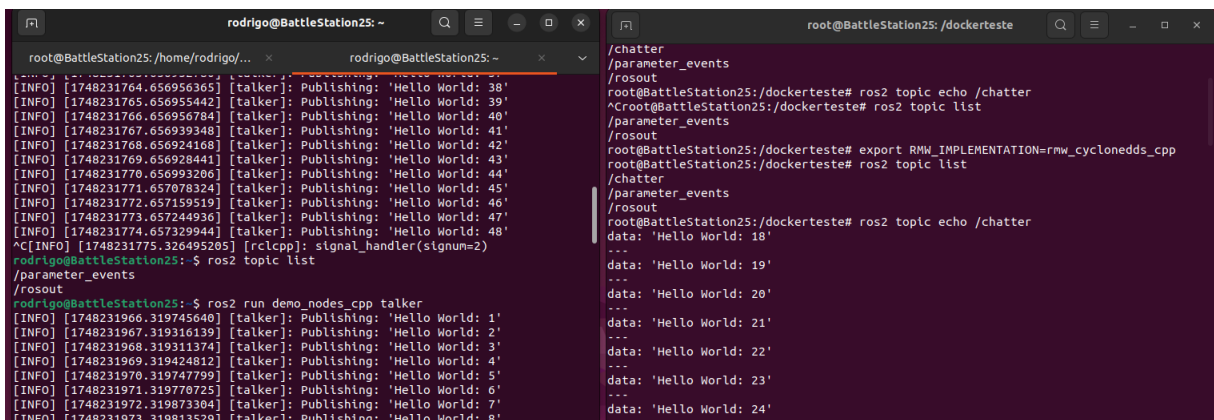 rodrigo@BattleStation25: ~
root@BattleStation25: /home/rodrigo/...
rodrigo@BattleStation25: ~
[INFO] [1748231764.656956365] [talker]: Publishing: 'Hello World: 38'
[INFO] [1748231765.656955442] [talker]: Publishing: 'Hello World: 39'
[INFO] [1748231766.656956784] [talker]: Publishing: 'Hello World: 40'
[INFO] [1748231767.656939348] [talker]: Publishing: 'Hello World: 41'
[INFO] [1748231768.656924168] [talker]: Publishing: 'Hello World: 42'
[INFO] [1748231769.656928441] [talker]: Publishing: 'Hello World: 43'
[INFO] [1748231770.656993206] [talker]: Publishing: 'Hello World: 44'
[INFO] [1748231771.657078324] [talker]: Publishing: 'Hello World: 45'
[INFO] [1748231772.657159519] [talker]: Publishing: 'Hello World: 46'
[INFO] [1748231773.657244936] [talker]: Publishing: 'Hello World: 47'
[INFO] [1748231774.657329944] [talker]: Publishing: 'Hello World: 48'
^C[INFO] [1748231775.326495205] [rclcpp]: signal_handler(signum=2)
rodrigo@BattleStation25:~$ ros2 topic list
/parameter_events
/rosout
rodrigo@BattleStation25:~$ ros2 run demo_nodes_cpp talker
[INFO] [1748231966.319745640] [talker]: Publishing: 'Hello World: 1'
[INFO] [1748231967.319316139] [talker]: Publishing: 'Hello World: 2'
[INFO] [1748231968.319311374] [talker]: Publishing: 'Hello World: 3'
[INFO] [1748231969.319424812] [talker]: Publishing: 'Hello World: 4'
[INFO] [1748231970.319747799] [talker]: Publishing: 'Hello World: 5'
[INFO] [1748231971.319770725] [talker]: Publishing: 'Hello World: 6'
[INFO] [1748231972.319873304] [talker]: Publishing: 'Hello World: 7'
[INFO] [1748231973.319813529] [talker]: Publishing: 'Hello World: 8'
root@BattleStation25: /dockerteste
/chatter
/parameter_events
/rosout
root@BattleStation25:/dockerteste# ros2 topic echo /chatter
^Croot@BattleStation25:/dockerteste# ros2 topic list
/parameter_events
/rosout
root@BattleStation25:/dockerteste# export RMW_IMPLEMENTATION=rmw_cyclonedds_cpp
root@BattleStation25:/dockerteste# ros2 topic list
/chatter
/parameter_events
/rosout
root@BattleStation25:/dockerteste# ros2 topic echo /chatter
data: 'Hello World: 18'
---
data: 'Hello World: 19'
---
data: 'Hello World: 20'
---
data: 'Hello World: 21'
---
data: 'Hello World: 22'
---
data: 'Hello World: 23'
---
data: 'Hello World: 24'